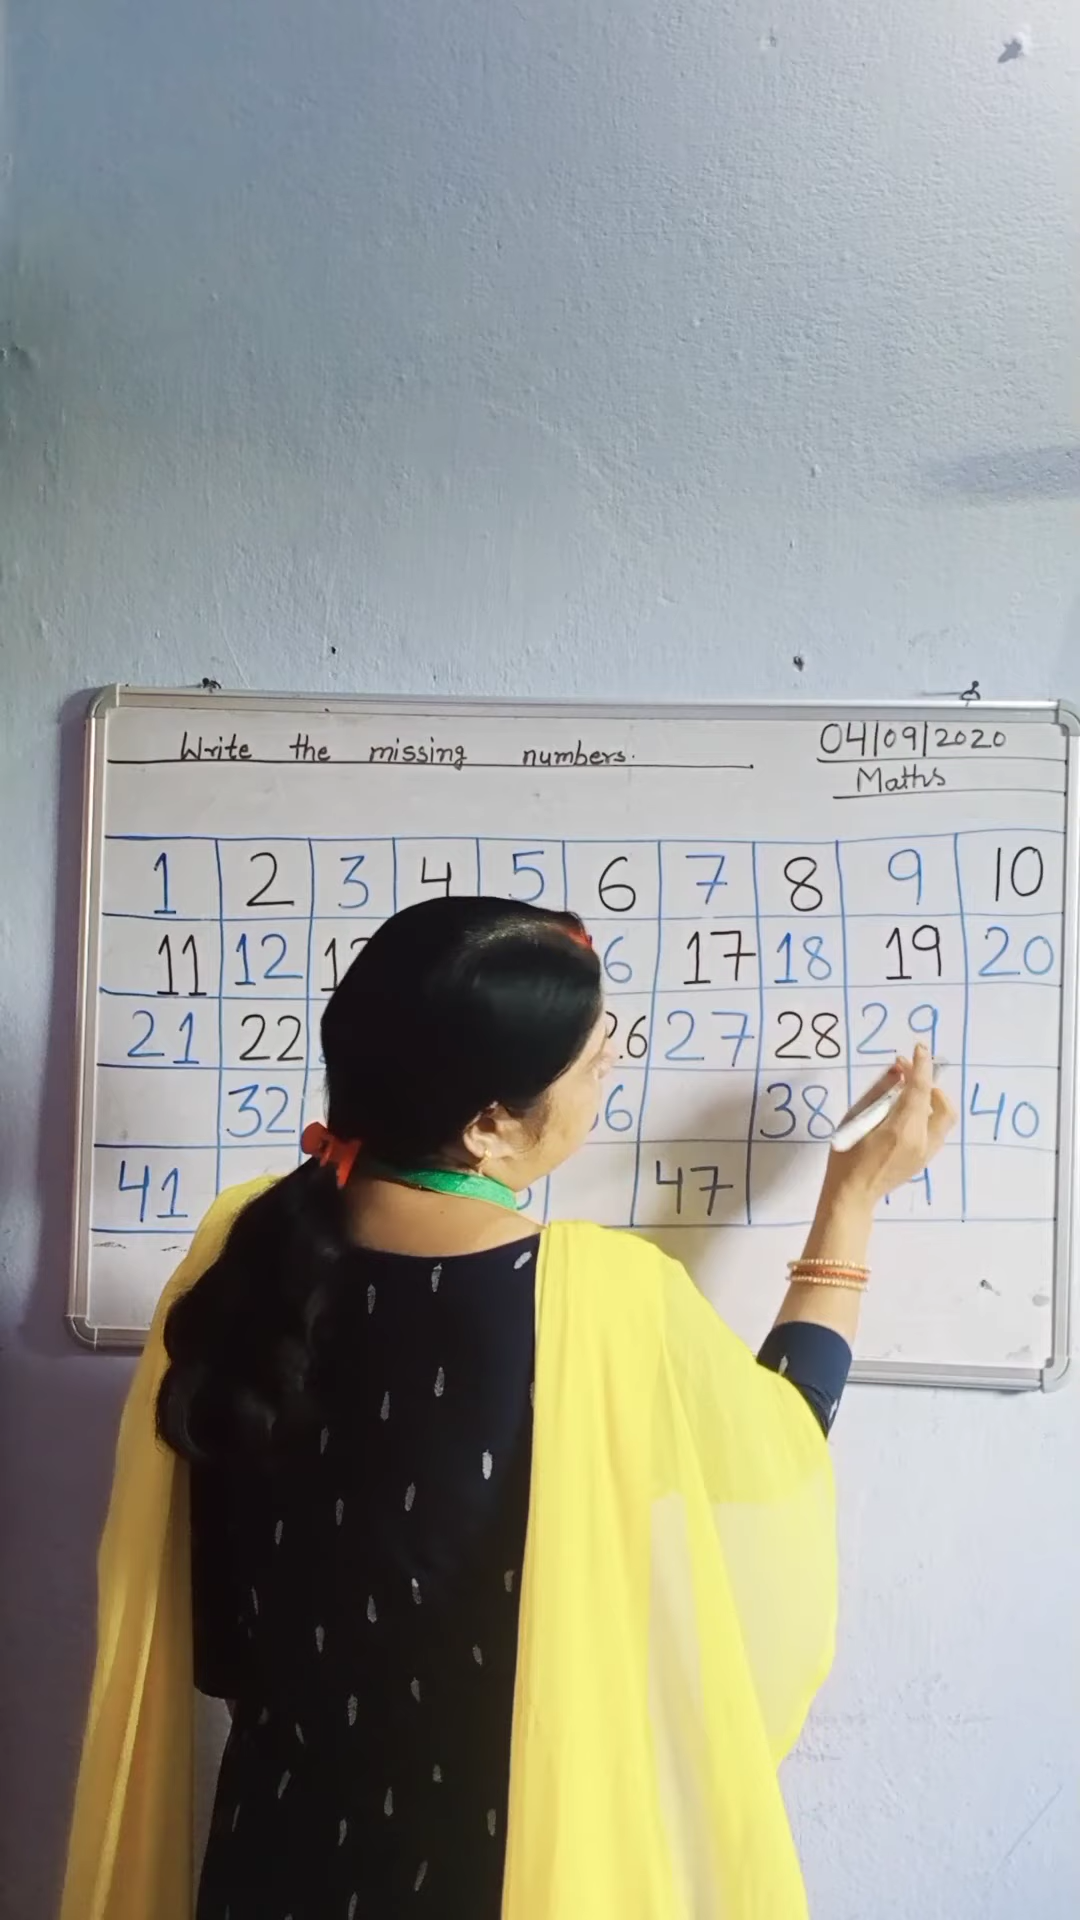 Write the missing numbers.
04/09/2020
Maths
1 2 3 4 5 6 7 8 9 10
11 12 17 18 19 20
21 22 27 28 29
32 38 40
41 47